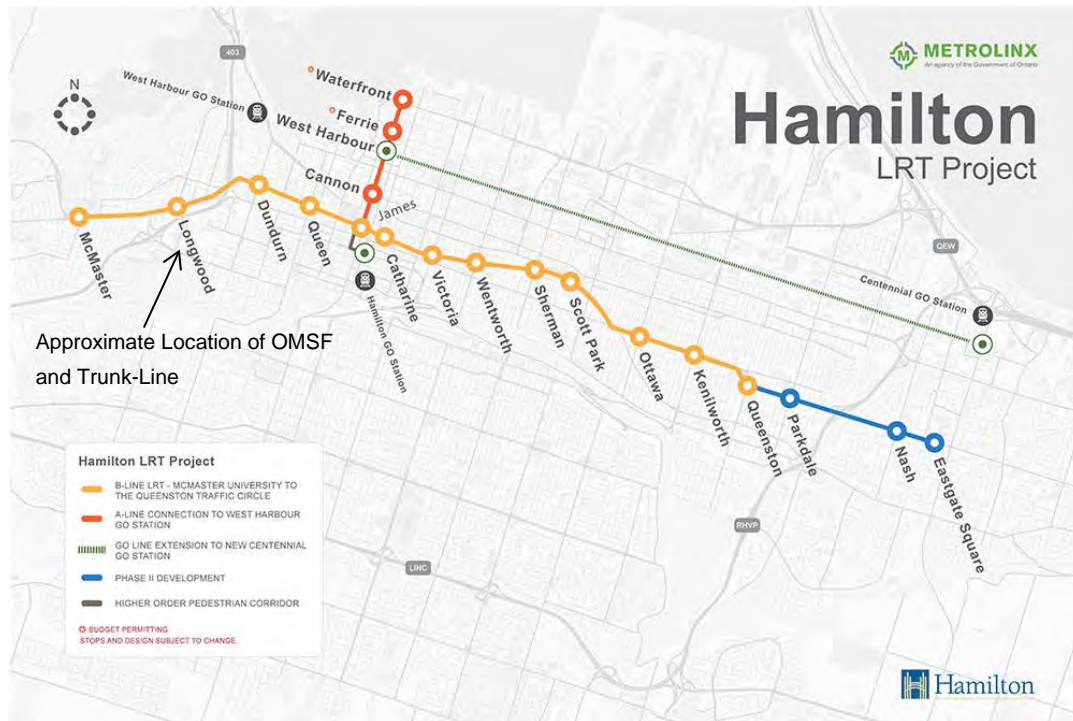 METROLINX
An agency of the Government of Ontario
Hamilton
LRT Project
403
N
West Harbour GO Station
Waterfront
Ferrie
West Harbour
Cannon
James
McMaster
Longwood
Dundurn
Queen
Catharine
Hamilton GO Station
Victoria
Wentworth
Sherman
Scott Park
Ottawa
Kenilworth
Queenston
Parkdale
Nash
Eastgate Square
QEW
Centennial GO Station
RHVP
LINC
Approximate Location of OMSF
and Trunk-Line
Hamilton LRT Project
B-LINE LRT - MCMASTER UNIVERSITY TO
THE QUEENSTON TRAFFIC CIRCLE
A-LINE CONNECTION TO WEST HARBOUR
GO STATION
GO LINE EXTENSION TO NEW CENTENNIAL
GO STATION
PHASE II DEVELOPMENT
HIGHER ORDER PEDESTRIAN CORRIDOR
BUDGET PERMITTING
STOPS AND DESIGN SUBJECT TO CHANGE.
Hamilton